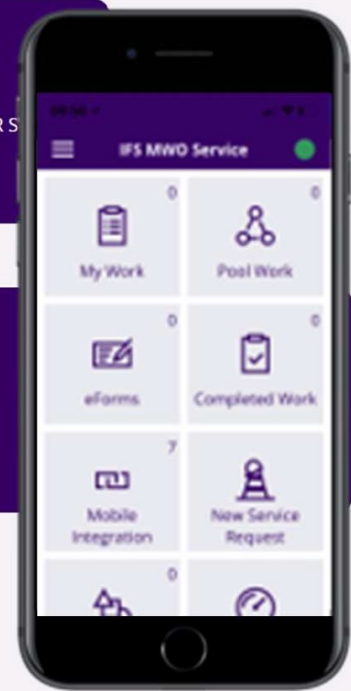 R S
IFS MWO Service
0
0
My Work
Pool Work
0
0
eForms
Completed Work
7
Mobile
Integration
New Service
Request
0